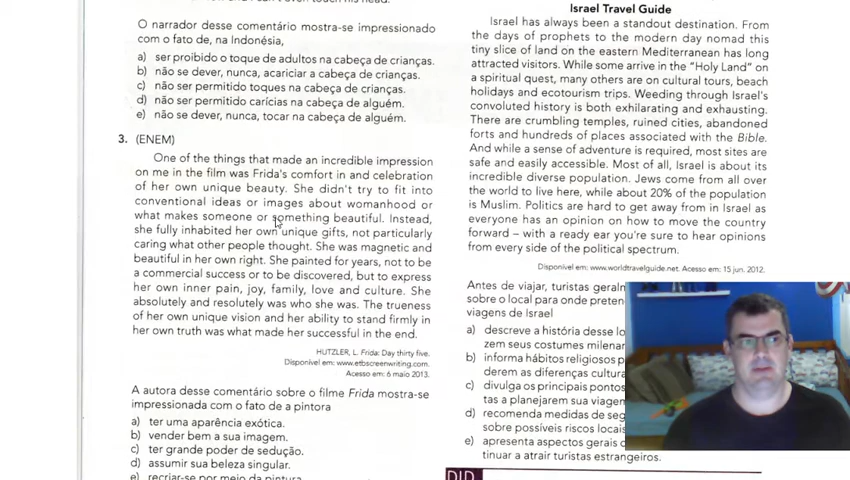 O narrador desse comentário mostra-se impressionado
com o fato de, na Indonésia,
a) ser proibido o toque de adultos na cabeça de crianças.
b) não se dever, nunca, acariciar a cabeça de crianças.
c) não ser permitido toques na cabeça de crianças.
d) não ser permitido carícias na cabeça de alguém.
e) não se dever, nunca, tocar na cabeça de alguém.
3. (ENEM)
One of the things that made an incredible impression
on me in the film was Frida's comfort in and celebration
of her own unique beauty. She didn't try to fit into
conventional ideas or images about womanhood or
what makes someone or something beautiful. Instead,
she fully inhabited her own unique gifts, not particularly
caring what other people thought. She was magnetic and
beautiful in her own right. She painted for years, not to be
a commercial success or to be discovered, but to express
her own inner pain, joy, family, love and culture. She
absolutely and resolutely was who she was. The trueness
of her own unique vision and her ability to stand firmly in
her own truth was what made her successful in the end.
HUTZLER, L. Frida: Day thirty five.
Disponível em: www.etbscreenwriting.com.
Acesso em: 6 maio 2013.
A autora desse comentário sobre o filme Frida mostra-se
impressionada com o fato de a pintora
a) ter uma aparência exótica.
b) vender bem a sua imagem.
c) ter grande poder de sedução.
d) assumir sua beleza singular.
e) recriar-se por meio da pintura.
Israel Travel Guide
Israel has always been a standout destination. From
the days of prophets to the modern day nomad this
tiny slice of land on the eastern Mediterranean has long
attracted visitors. While some arrive in the "Holy Land" on
a spiritual quest, many others are on cultural tours, beach
holidays and ecotourism trips. Weeding through Israel's
convoluted history is both exhilarating and exhausting.
There are crumbling temples, ruined cities, abandoned
forts and hundreds of places associated with the Bible.
And while a sense of adventure is required, most sites are
safe and easily accessible. Most of all, Israel is about its
incredible diverse population. Jews come from all over
the world to live here, while about 20% of the population
is Muslim. Politics are hard to get away from in Israel as
everyone has an opinion on how to move the country
forward – with a ready ear you're sure to hear opinions
from every side of the political spectrum.
Disponível em: www.worldtravelguide.net. Acesso em: 15 jun. 2012.
Antes de viajar, turistas geralm
sobre o local para onde preten
viagens de Israel
a) descreve a história desse lo
zem seus costumes milenar
b) informa hábitos religiosos p
derem as diferenças cultura
c) divulga os principais pontos
tas a planejarem sua viagem
d) recomenda medidas de seg
sobre possíveis riscos locais
e) apresenta aspectos gerais
tinuar a atrair turistas estrangeiros.